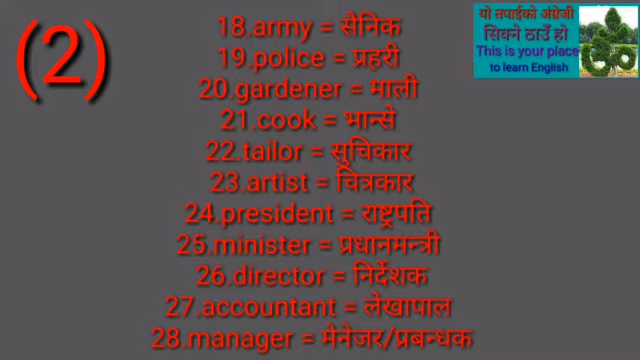 (2)
18.army = सैनिक
19.police = प्रहरी
20.gardener = माली
21.cook = भान्से
22.tailor = सुचिकार
23.artist = चित्रकार
24.president = राष्ट्रपति
25.minister = प्रधानमन्त्री
26.director = निर्देशक
27.accountant = लेखापाल
28.manager = मेनेजर/प्रबन्धक
यो तपाईको अंग्रेजी
सिक्ने ठाउँ हो
This is your place
to learn English